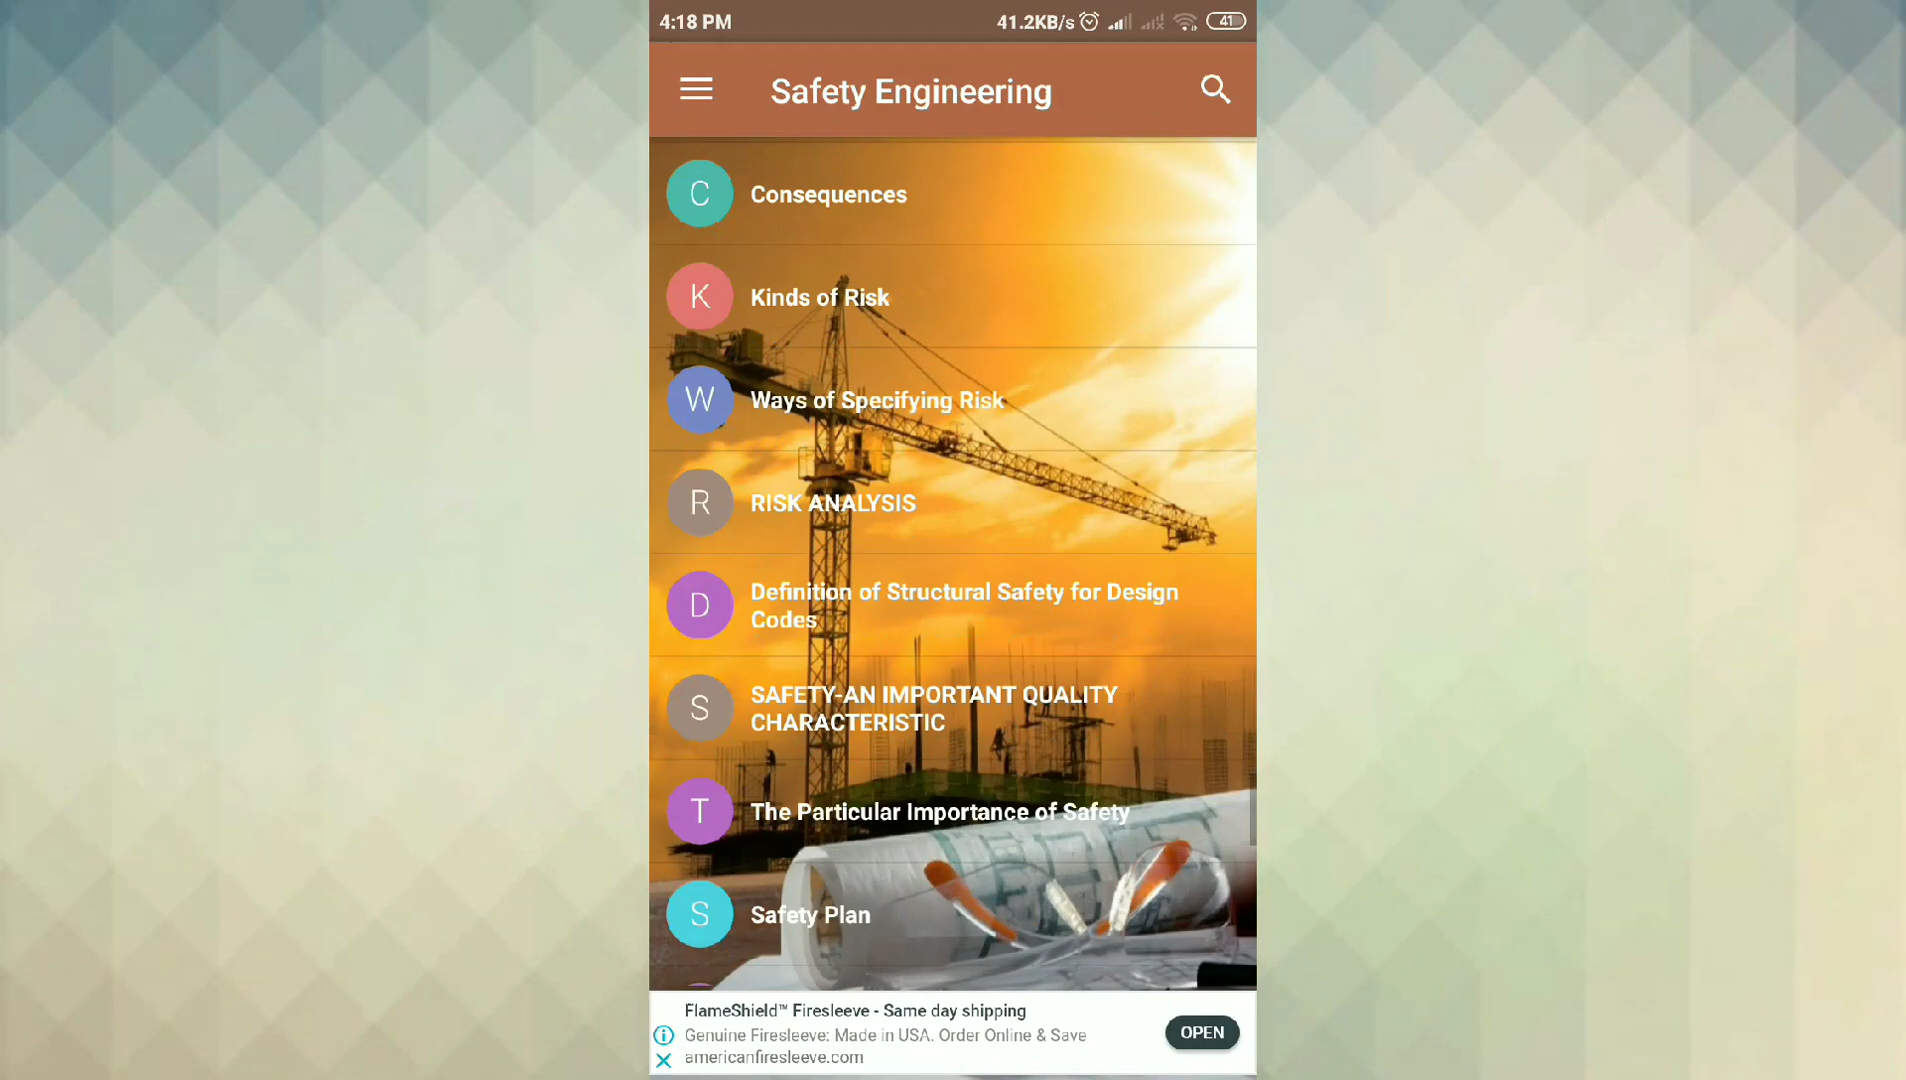 4:18 PM
41.2KB/s
41
Safety Engineering
C
Consequences
K
Kinds of Risk
W
Ways of Specifying Risk
R
RISK ANALYSIS
D
Definition of Structural Safety for Design
Codes
S
SAFETY-AN IMPORTANT QUALITY
CHARACTERISTIC
T
The Particular Importance of Safety
S
Safety Plan
FlameShield™ Firesleeve - Same day shipping
Genuine Firesleeve: Made in USA. Order Online & Save
americanfiresleeve.com
OPEN